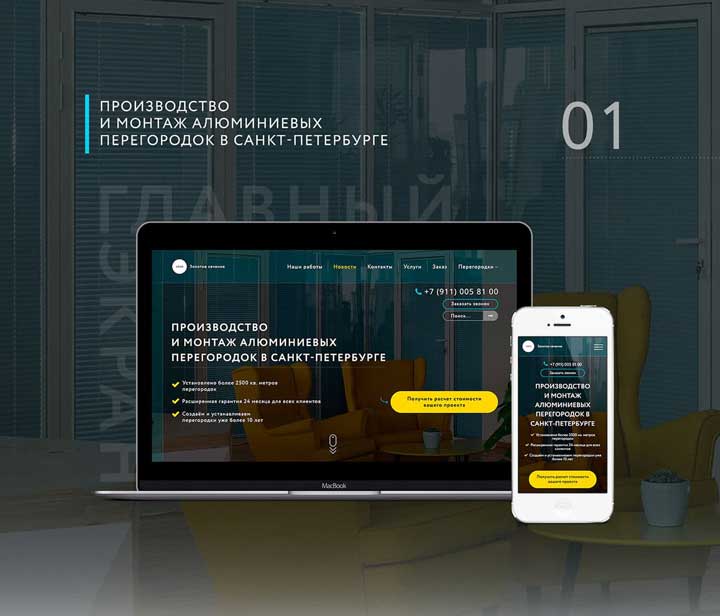 ПРОИЗВОДСТВО
И МОНТАЖ АЛЮМИНИЕВЫХ
ПЕРЕГОРОДОК В САНКТ-ПЕТЕРБУРГЕ
01
ГЛАВНЫЙ
ЭКРАН
Золотое сечение
Наши работы Новости Контакты Услуги Заказ Перегородки
+7 (911) 005 81 00
Заказать звонок
Поиск...
ПРОИЗВОДСТВО
И МОНТАЖ АЛЮМИНИЕВЫХ
ПЕРЕГОРОДОК В САНКТ-ПЕТЕРБУРГЕ
Установлено более 2500 кв. метров
перегородок
Расширенная гарантия 24 месяца для всех клиентов
Создаём и устанавливаем
перегородки уже более 10 лет
Получить расчет стоимости
вашего проекта
MacBook
Золотое сечение
+7 (911) 005 81 00
Заказать звонок
ПРОИЗВОДСТВО
И МОНТАЖ
АЛЮМИНИЕВЫХ
ПЕРЕГОРОДОК В
САНКТ-ПЕТЕРБУРГЕ
Установлено более 2500 кв. метров
перегородок
Расширенная гарантия 24 месяца для всех
клиентов
Создаём и устанавливаем перегородки уже
более 10 лет
Получить расчет стоимости
вашего проекта